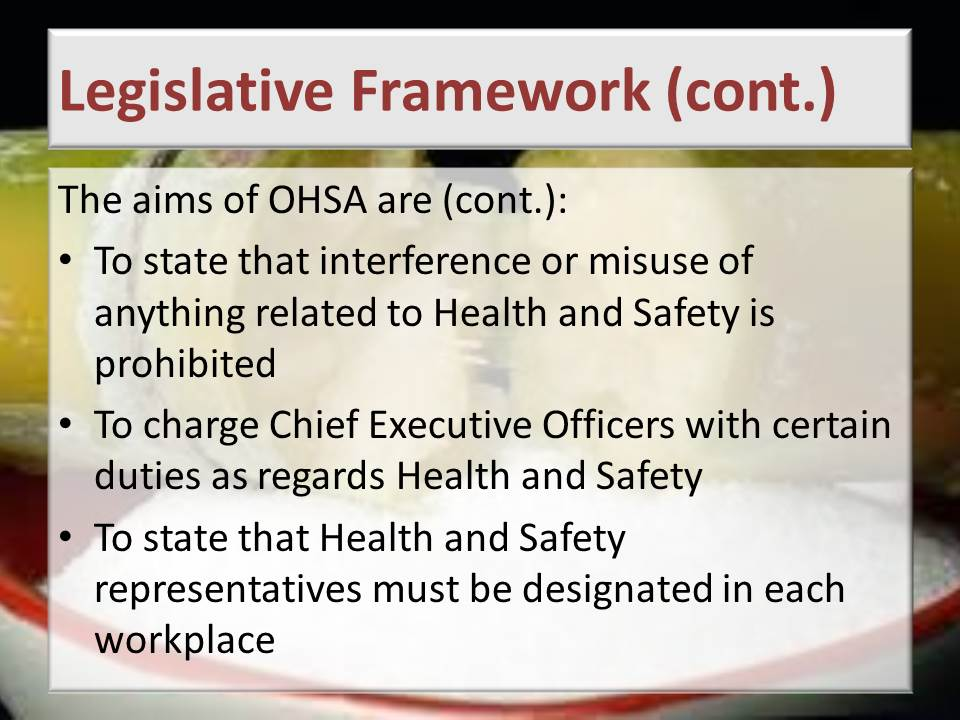 Legislative Framework (cont.)
The aims of OHSA are (cont.):
• To state that interference or misuse of
anything related to Health and Safety is
prohibited
• To charge Chief Executive Officers with certain
duties as regards Health and Safety
• To state that Health and Safety
representatives must be designated in each
workplace